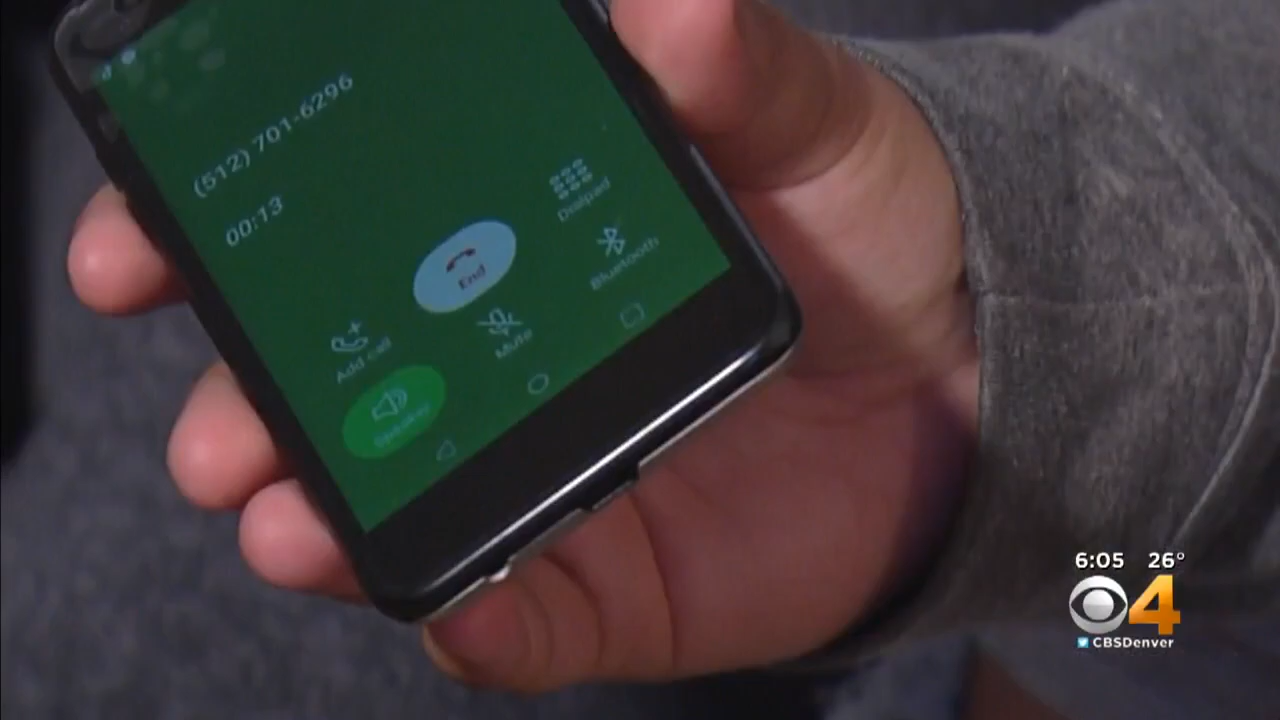 (512) 701-6296
00:13
Dialpad
End
Bluetooth
Add call
Mute
Speaker
6:05 26°
4
CBSDenver